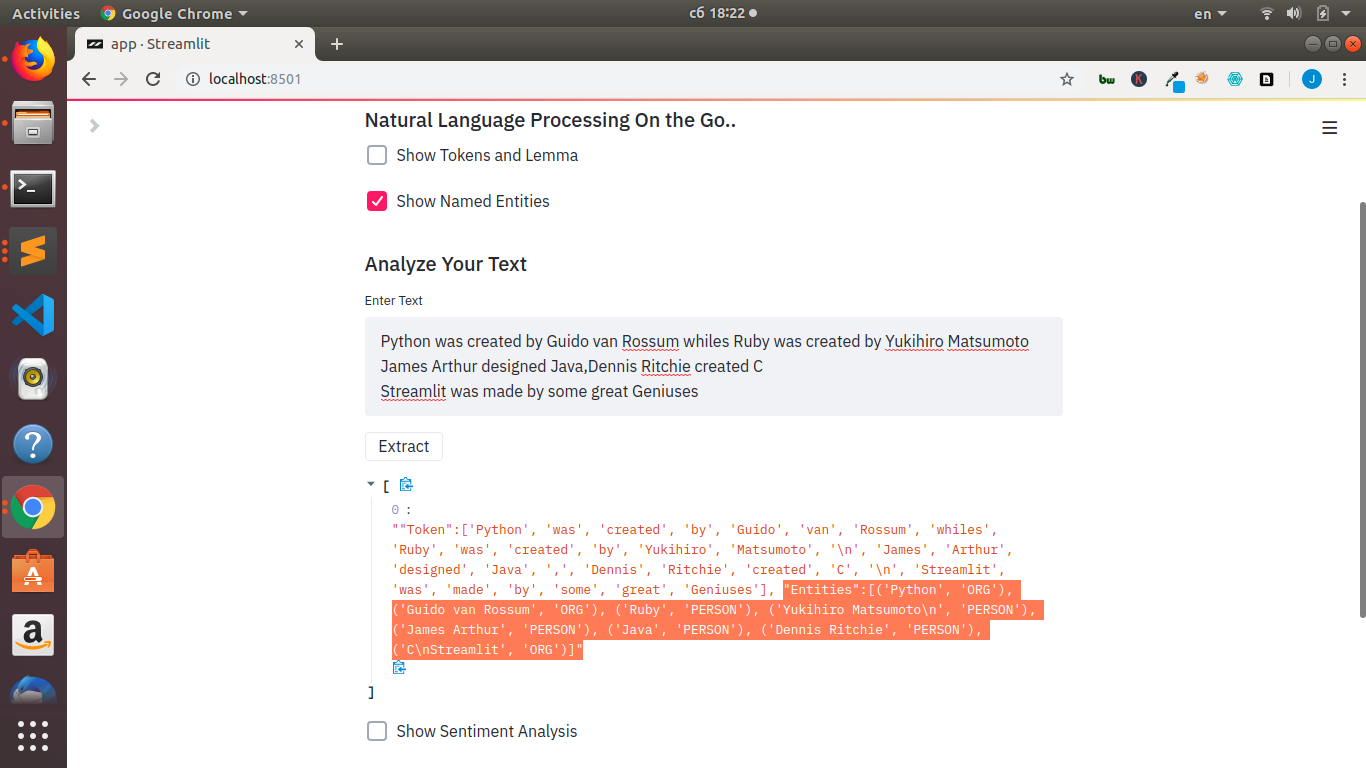 Activities
Google Chrome
сб 18:22
en
app · Streamlit
localhost:8501
bw
K
J
Natural Language Processing On the Go..
Show Tokens and Lemma
Show Named Entities
Analyze Your Text
Enter Text
Python was created by Guido van Rossum whiles Ruby was created by Yukihiro Matsumoto
James Arthur designed Java,Dennis Ritchie created C
Streamlit was made by some great Geniuses
Extract
[
0 :
""Token":['Python', 'was', 'created', 'by', 'Guido', 'van', 'Rossum', 'whiles',
'Ruby', 'was', 'created', 'by', 'Yukihiro', 'Matsumoto', '\n', 'James', 'Arthur',
'designed', 'Java', ',', 'Dennis', 'Ritchie', 'created', 'C', '\n', 'Streamlit',
'was', 'made', 'by', 'some', 'great', 'Geniuses'], "Entities":[('Python', 'ORG'),
('Guido van Rossum', 'ORG'), ('Ruby', 'PERSON'), ('Yukihiro Matsumoto\n', 'PERSON'),
('James Arthur', 'PERSON'), ('Java', 'PERSON'), ('Dennis Ritchie', 'PERSON'),
('C\nStreamlit', 'ORG')]"
]
Show Sentiment Analysis